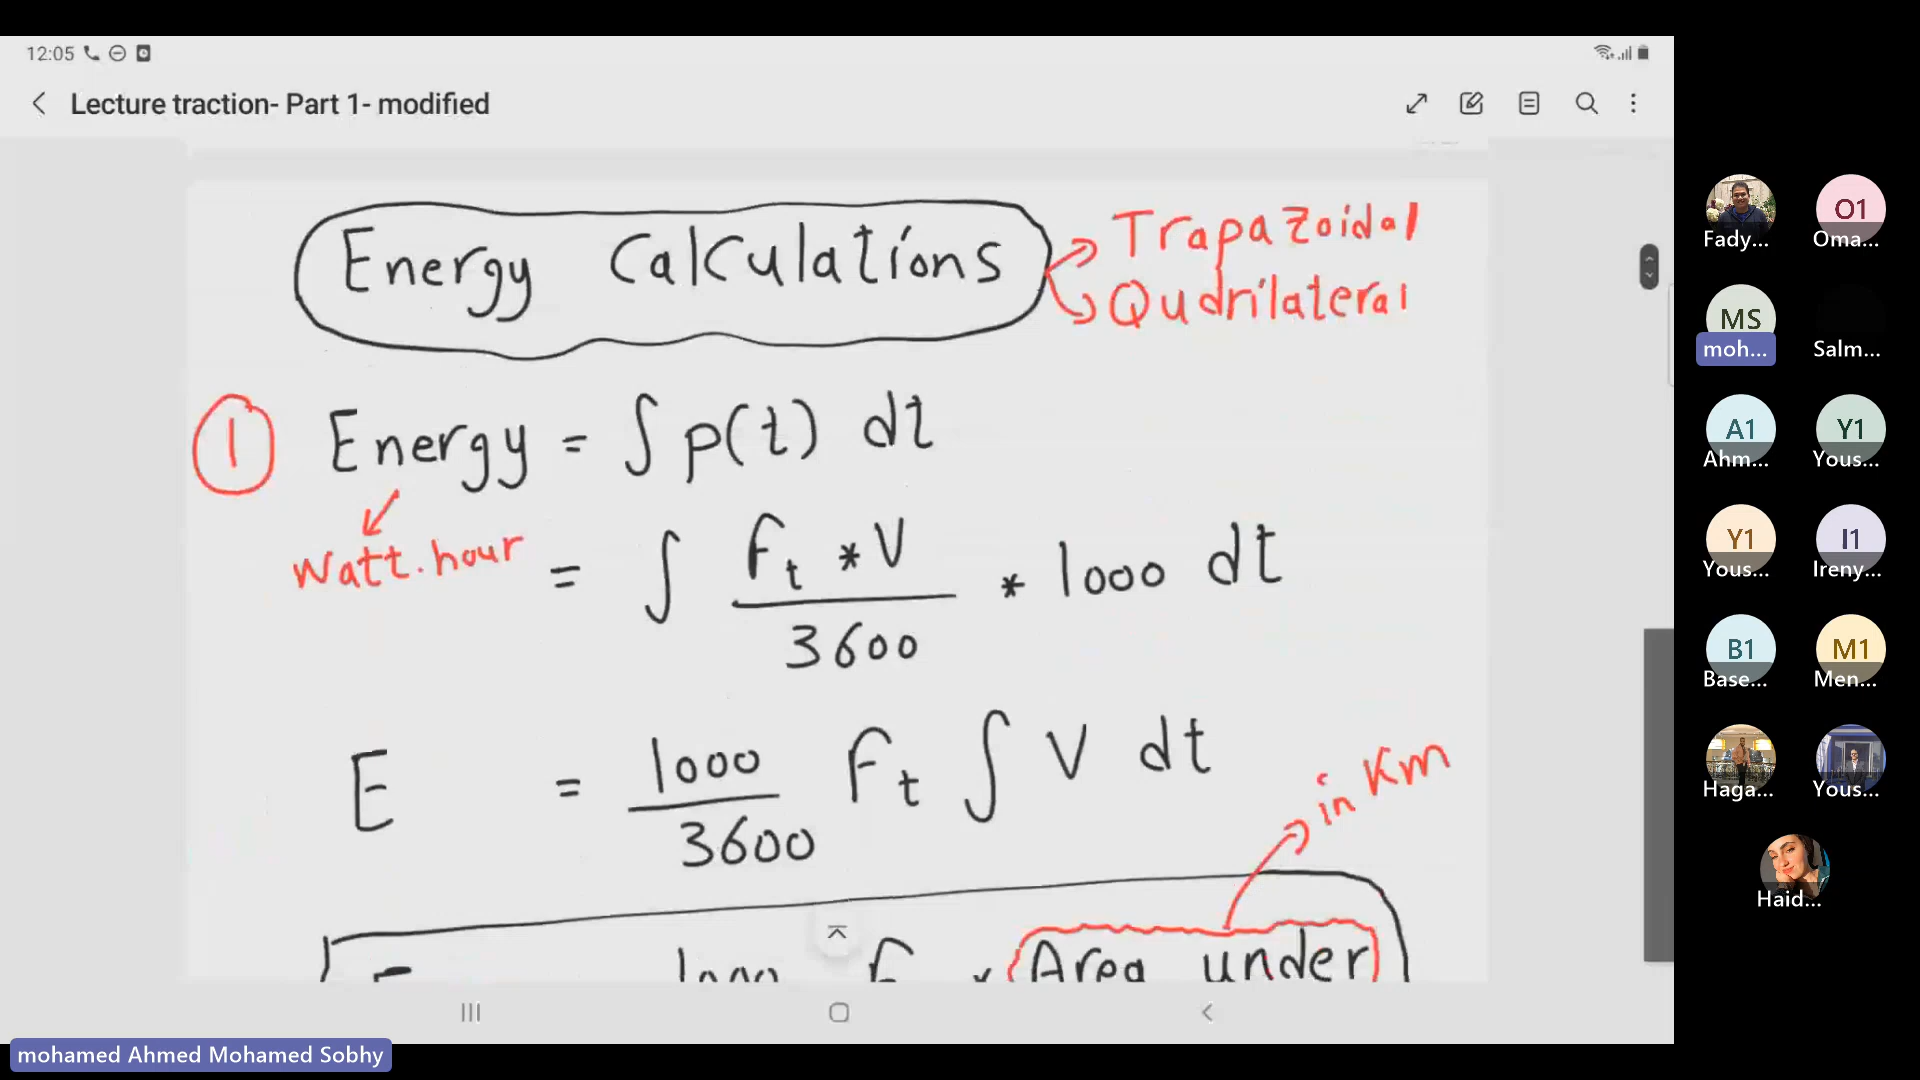 12:05
Lecture traction- Part 1- modified
Energy Calculations
Trapazoidal
Qudrilateral
1
Energy = ∫ p(t) dt
Watt.hour
= ∫ Ft * V / 3600 * 1000 dt
E = 1000 / 3600 Ft ∫ V dt
in Km
1000 F * Area under
Fady...
O1
Oma...
MS
moh...
Salm...
A1
Ahm...
Y1
Yous...
Y1
Yous...
I1
Ireny...
B1
Base...
M1
Men...
Haga...
Yous...
Haid...
mohamed Ahmed Mohamed Sobhy